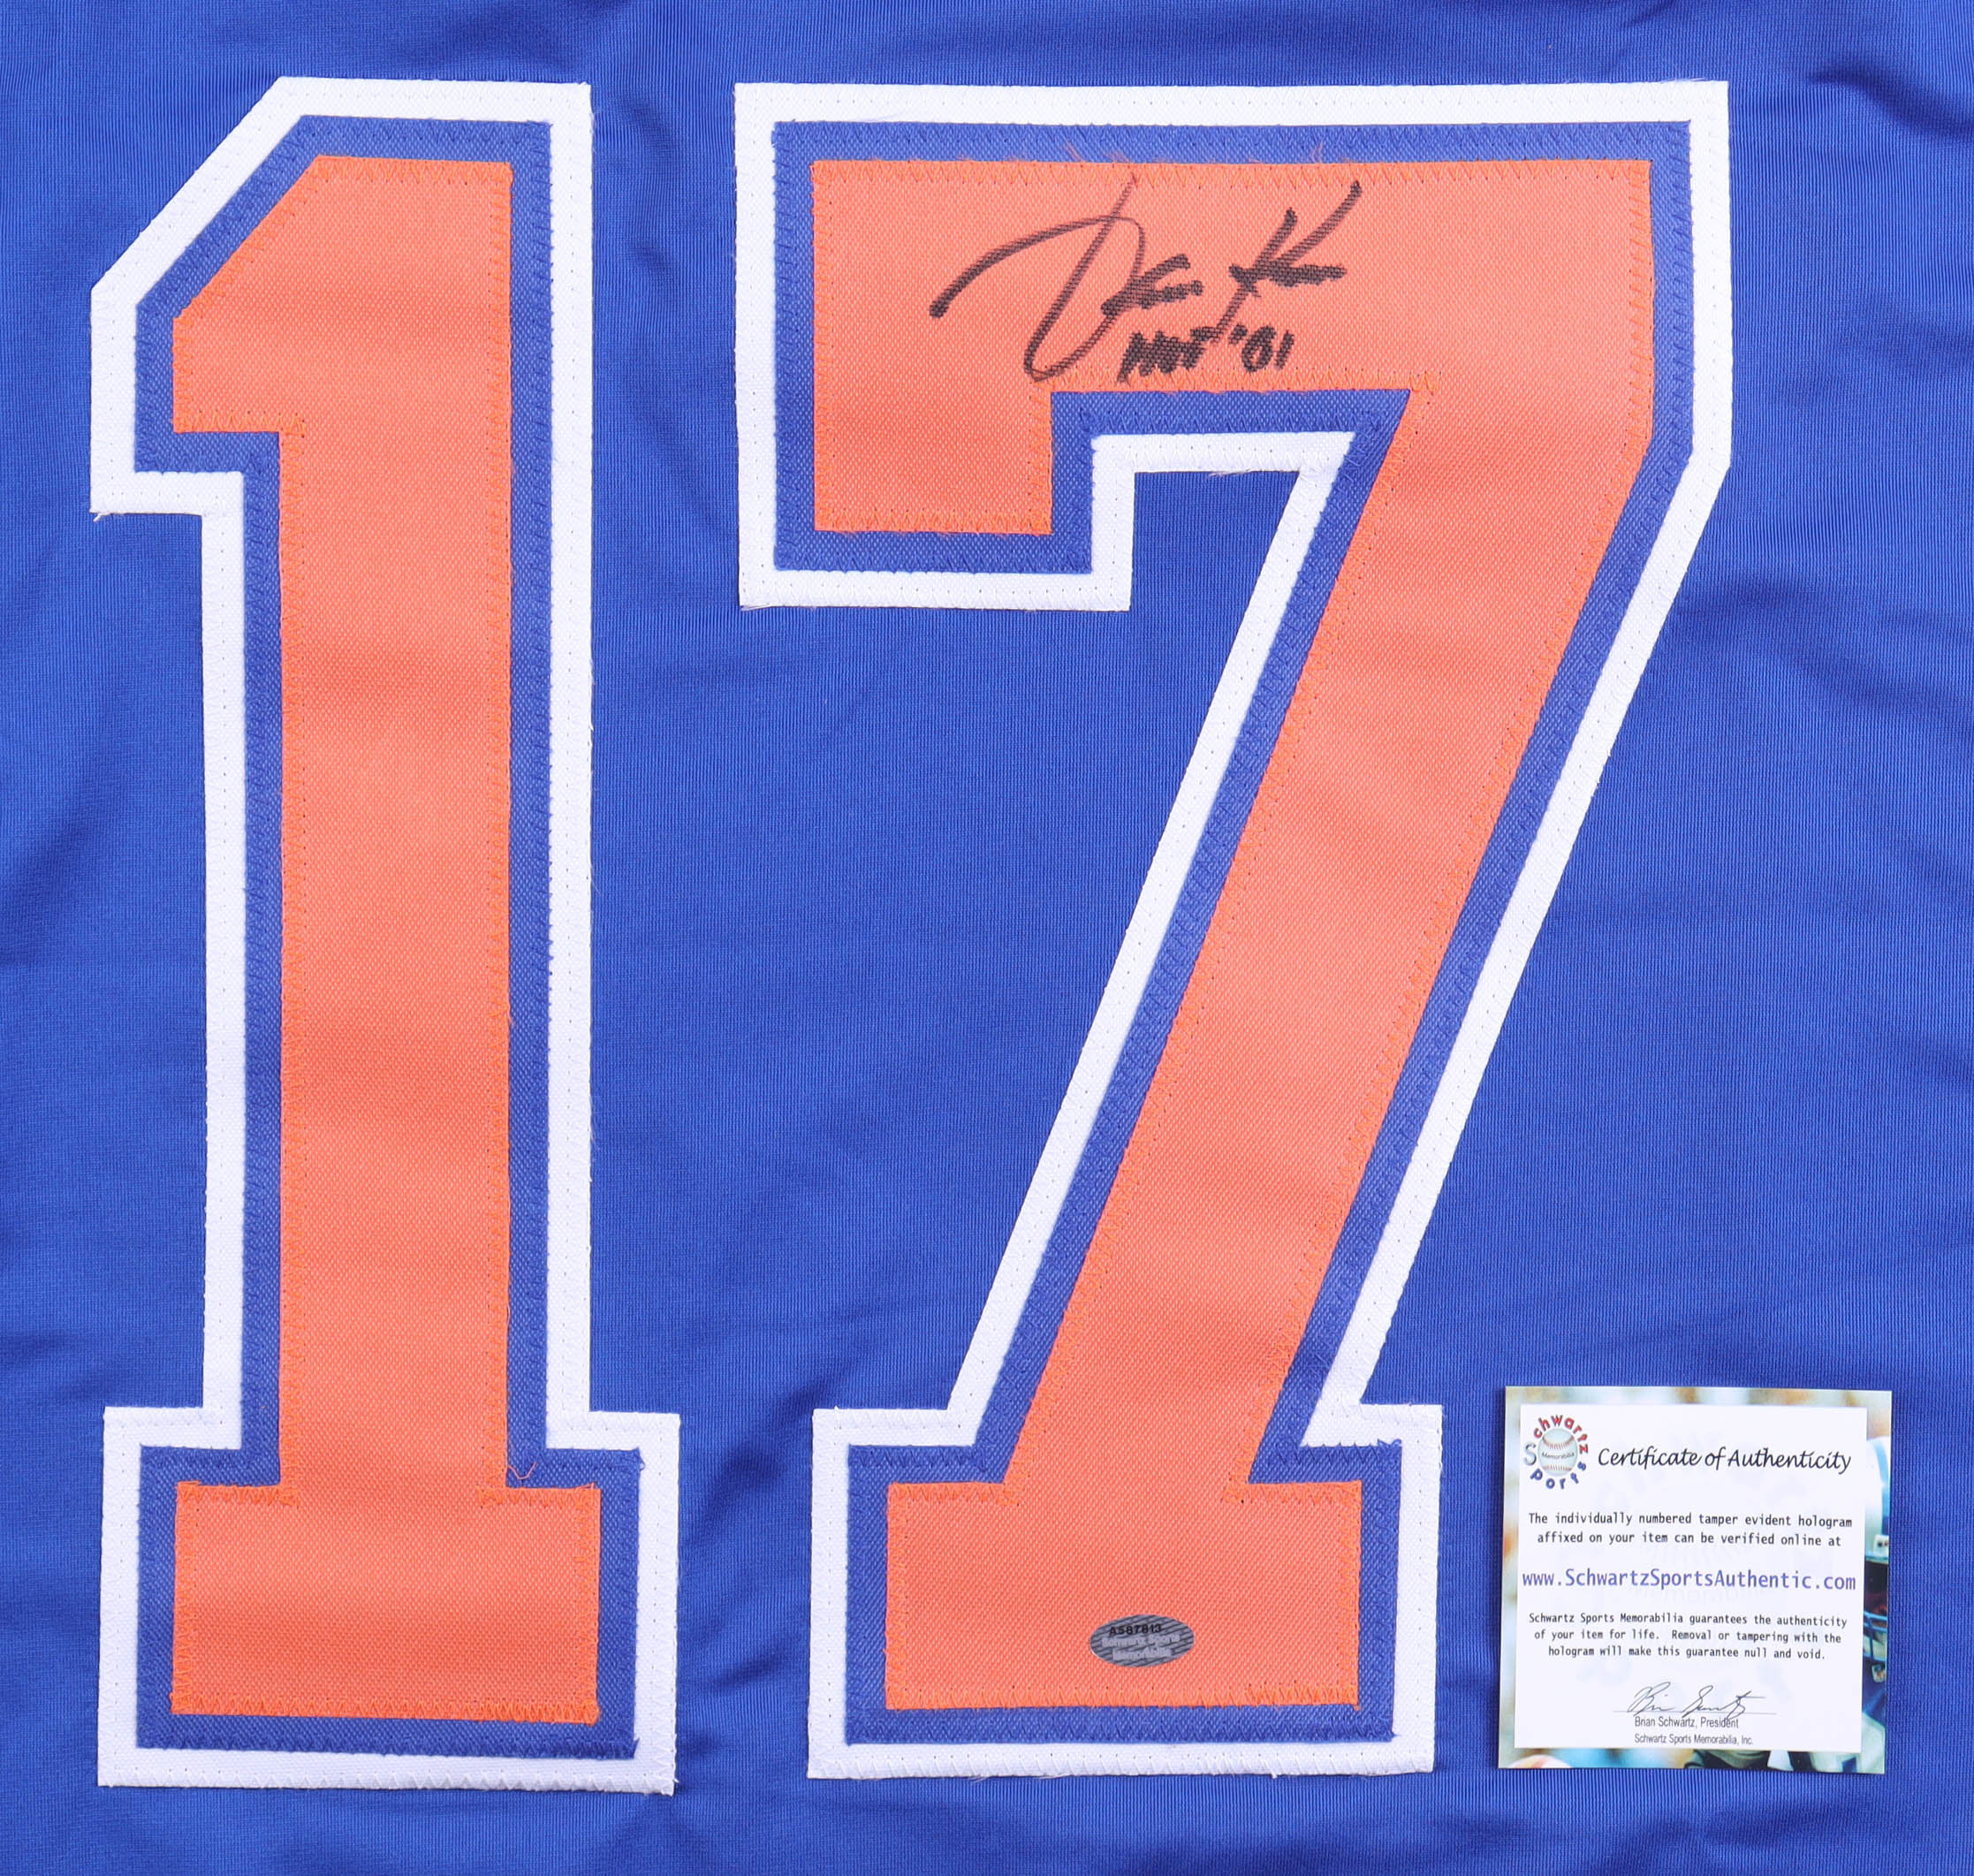 17
HOF '01
A587613
Schwartz Sports
Memorabilia
Certificate of Authenticity
The individually numbered tamper evident hologram
affixed on your item can be verified online at
www.SchwartzSportsAuthentic.com
Schwartz Sports Memorabilia guarantees the authenticity
of your item for life. Removal or tampering with the
hologram will make this guarantee null and void.
Brian Schwartz, President
Schwartz Sports Memorabilia, Inc.